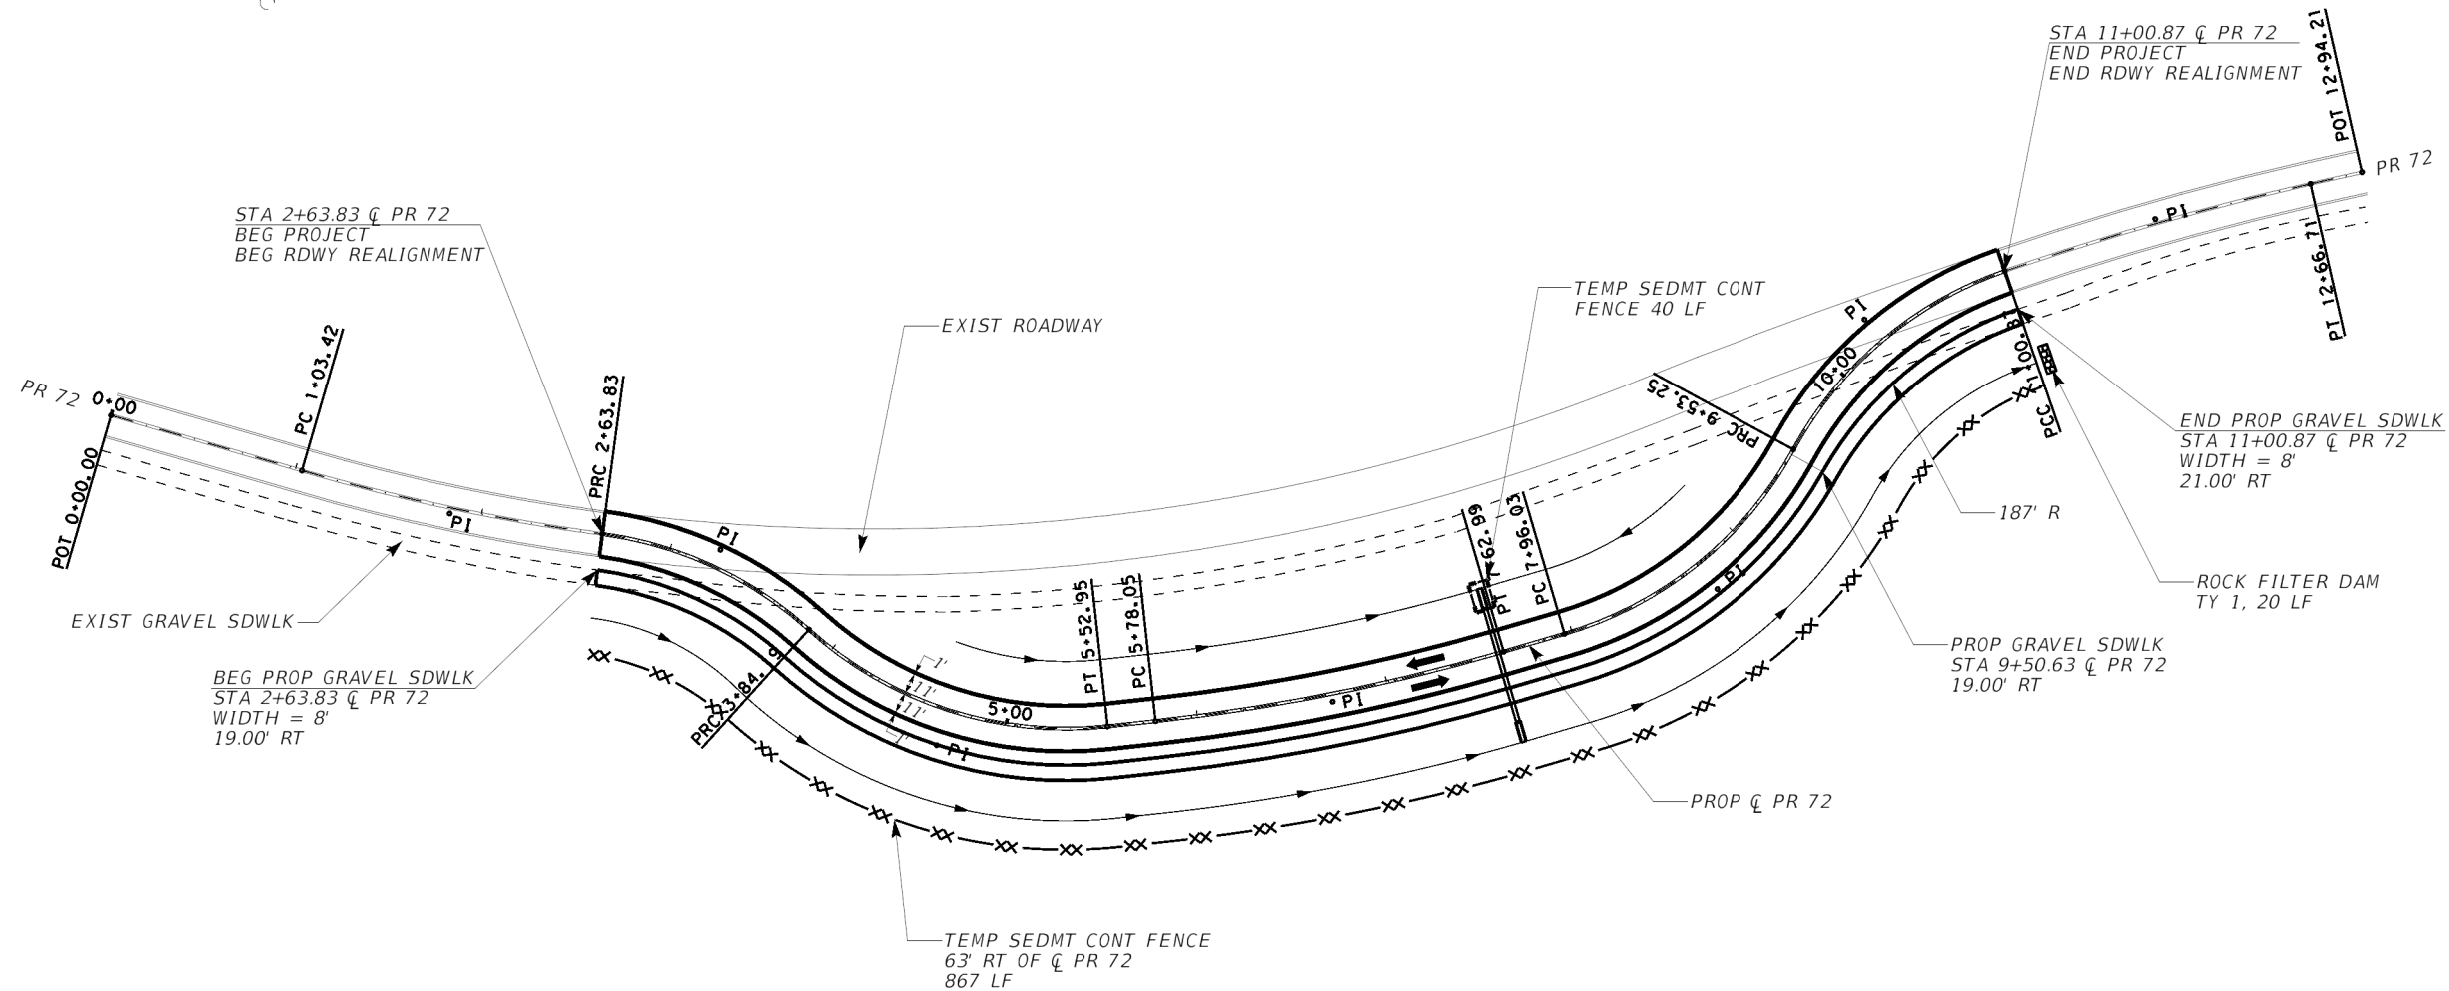 STA 11+00.87 ℄ PR 72
END PROJECT
END RDWY REALIGNMENT
POT 12+94.21
PR 72
PI
PT 12+66.71
STA 2+63.83 ℄ PR 72
BEG PROJECT
BEG RDWY REALIGNMENT
TEMP SEDMT CONT
FENCE 40 LF
EXIST ROADWAY
PI
10+00
PRC 9+53.25
PCC
END PROP GRAVEL SDWLK
STA 11+00.87 ℄ PR 72
WIDTH = 8'
21.00' RT
PR 72
0+00
POT 0+00.00
PC 1+03.42
PRC 2+63.83
PI
PI
187' R
ROCK FILTER DAM
TY 1, 20 LF
EXIST GRAVEL SDWLK
PT 5+52.95
PC 5+78.05
PT
PC 7+96.03
PI
PROP GRAVEL SDWLK
STA 9+50.63 ℄ PR 72
19.00' RT
BEG PROP GRAVEL SDWLK
STA 2+63.83 ℄ PR 72
WIDTH = 8'
19.00' RT
1'
11'
11'
5+00
PI
PI
PROP ℄ PR 72
TEMP SEDMT CONT FENCE
63' RT OF ℄ PR 72
867 LF